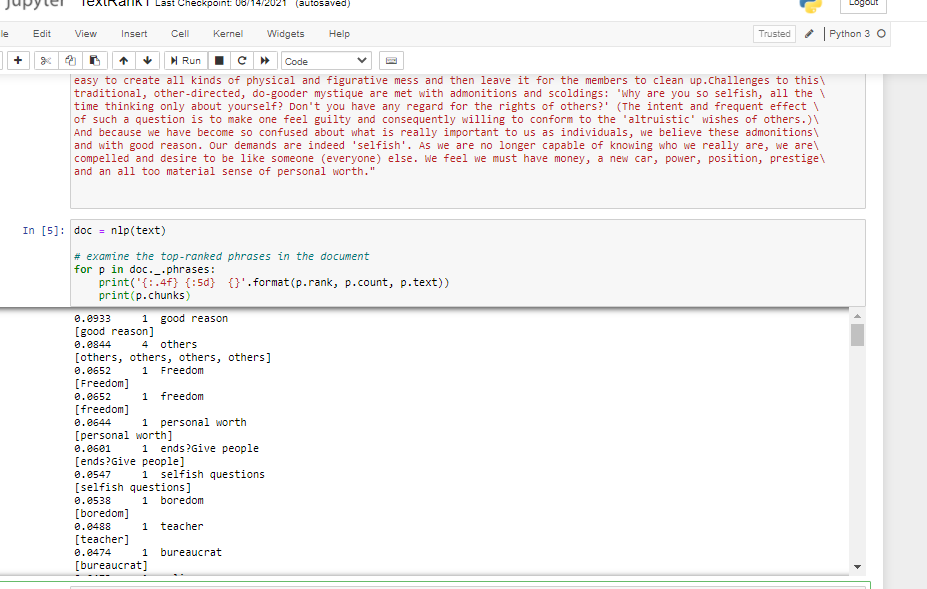 jupyter TextRank1 Last Checkpoint: 06/14/2021 (autosaved) Logout
le Edit View Insert Cell Kernel Widgets Help Trusted Python 3
Run Code
easy to create all kinds of physical and figurative mess and then leave it for the members to clean up.Challenges to this\
traditional, other-directed, do-gooder mystique are met with admonitions and scoldings: 'Why are you so selfish, all the \
time thinking only about yourself? Don't you have any regard for the rights of others?' (The intent and frequent effect \
of such a question is to make one feel guilty and consequently willing to conform to the 'altruistic' wishes of others.)\
And because we have become so confused about what is really important to us as individuals, we believe these admonitions\
and with good reason. Our demands are indeed 'selfish'. As we are no longer capable of knowing who we really are, we are\
compelled and desire to be like someone (everyone) else. We feel we must have money, a new car, power, position, prestige\
and an all too material sense of personal worth."
In [5]: doc = nlp(text)
# examine the top-ranked phrases in the document
for p in doc._.phrases:
print('{:.4f} {:5d}  {}'.format(p.rank, p.count, p.text))
print(p.chunks)
0.0933 1 good reason
[good reason]
0.0844 4 others
[others, others, others, others]
0.0652 1 Freedom
[Freedom]
0.0652 1 freedom
[freedom]
0.0644 1 personal worth
[personal worth]
0.0601 1 ends?Give people
[ends?Give people]
0.0547 1 selfish questions
[selfish questions]
0.0538 1 boredom
[boredom]
0.0488 1 teacher
[teacher]
0.0474 1 bureaucrat
[bureaucrat]